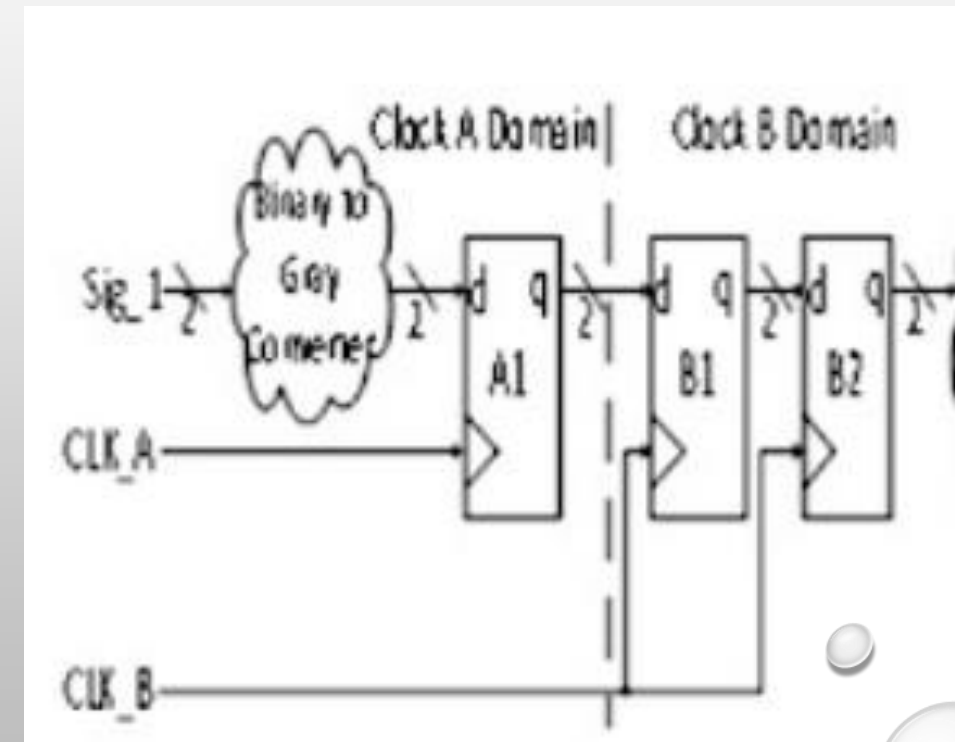 Clock A Domain
Clock B Domain
Binary to
Gray
Sig_1
2
2
d q
2
d q
2
d q
2
A1
B1
B2
CLK_A
CLK_B